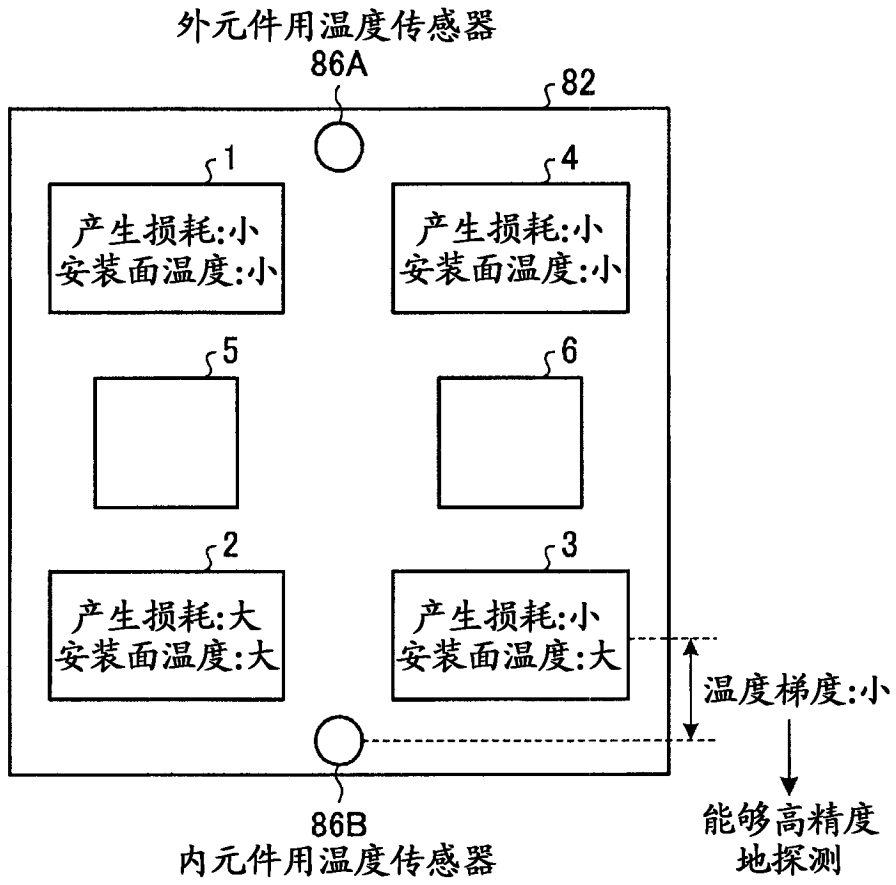 外元件用温度传感器
86A
82
1
4
产生损耗:小
安装面温度:小
产生损耗:小
安装面温度:小
5
6
2
3
产生损耗:大
安装面温度:大
产生损耗:小
安装面温度:大
温度梯度:小
86B
内元件用温度传感器
能够高精度
地探测